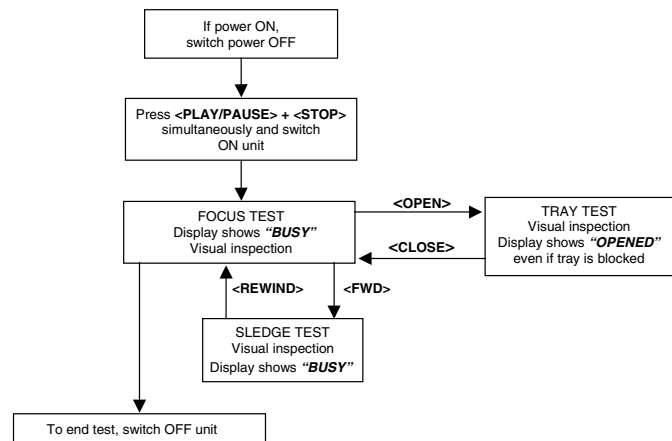 If power ON,
switch power OFF
Press <PLAY/PAUSE> + <STOP>
simultaneously and switch
ON unit
FOCUS TEST
Display shows "BUSY"
Visual inspection
<OPEN>
<CLOSE>
TRAY TEST
Visual inspection
Display shows "OPENED"
even if tray is blocked
<REWIND>
<FWD>
SLEDGE TEST
Visual inspection
Display shows "BUSY"
To end test, switch OFF unit